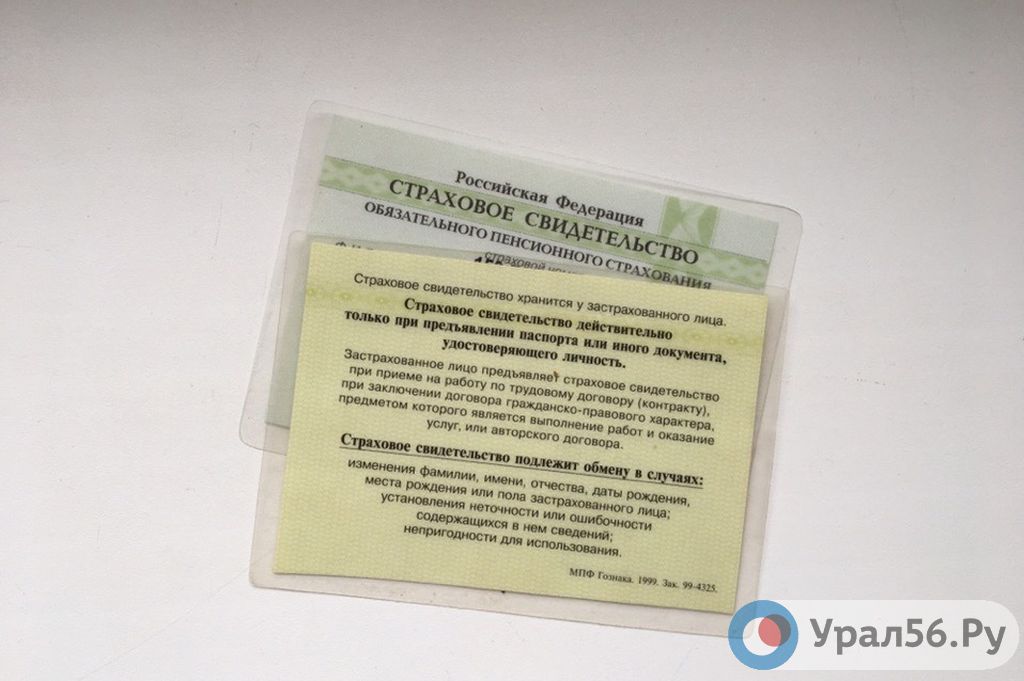 Российская Федерация
СТРАХОВОЕ СВИДЕТЕЛЬСТВО
ОБЯЗАТЕЛЬНОГО ПЕНСИОННОГО СТРАХОВАНИЯ
страховой
Страховое свидетельство хранится у застрахованного лица.
Страховое свидетельство действительно
только при предъявлении паспорта или иного документа,
удостоверяющего личность.
Застрахованное лицо предъявляет страховое свидетельство
при приеме на работу по трудовому договору (контракту),
при заключении договора гражданско-правового характера,
предметом которого является выполнение работ и оказание
услуг, или авторского договора.
Страховое свидетельство подлежит обмену в случаях:
изменения фамилии, имени, отчества, даты рождения,
места рождения или пола застрахованного лица;
установления неточности или ошибочности
содержащихся в нем сведений;
непригодности для использования.
МПФ Гознака. 1999. Зак. 99-4325.
Урал56.Ру